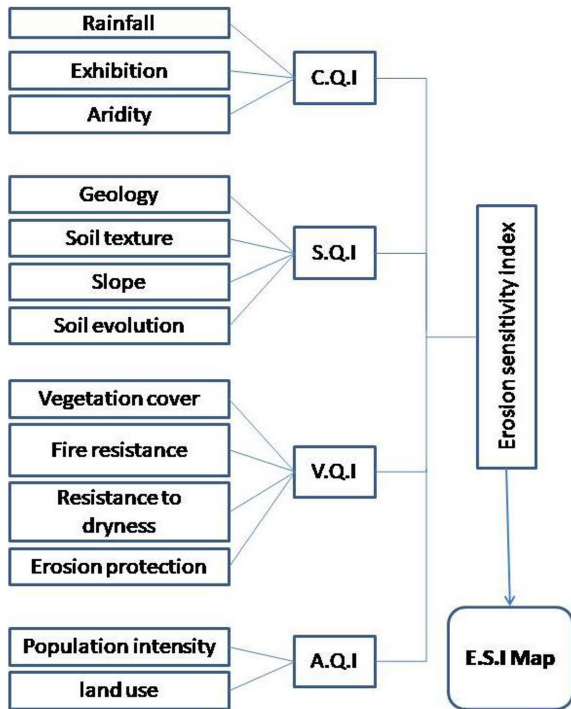 Rainfall
Exhibition
Aridity
C.Q.I
Geology
Soil texture
Slope
Soil evolution
S.Q.I
Vegetation cover
Fire resistance
Resistance to
dryness
Erosion protection
V.Q.I
Population intensity
land use
A.Q.I
Erosion sensitivity index
E.S.I Map